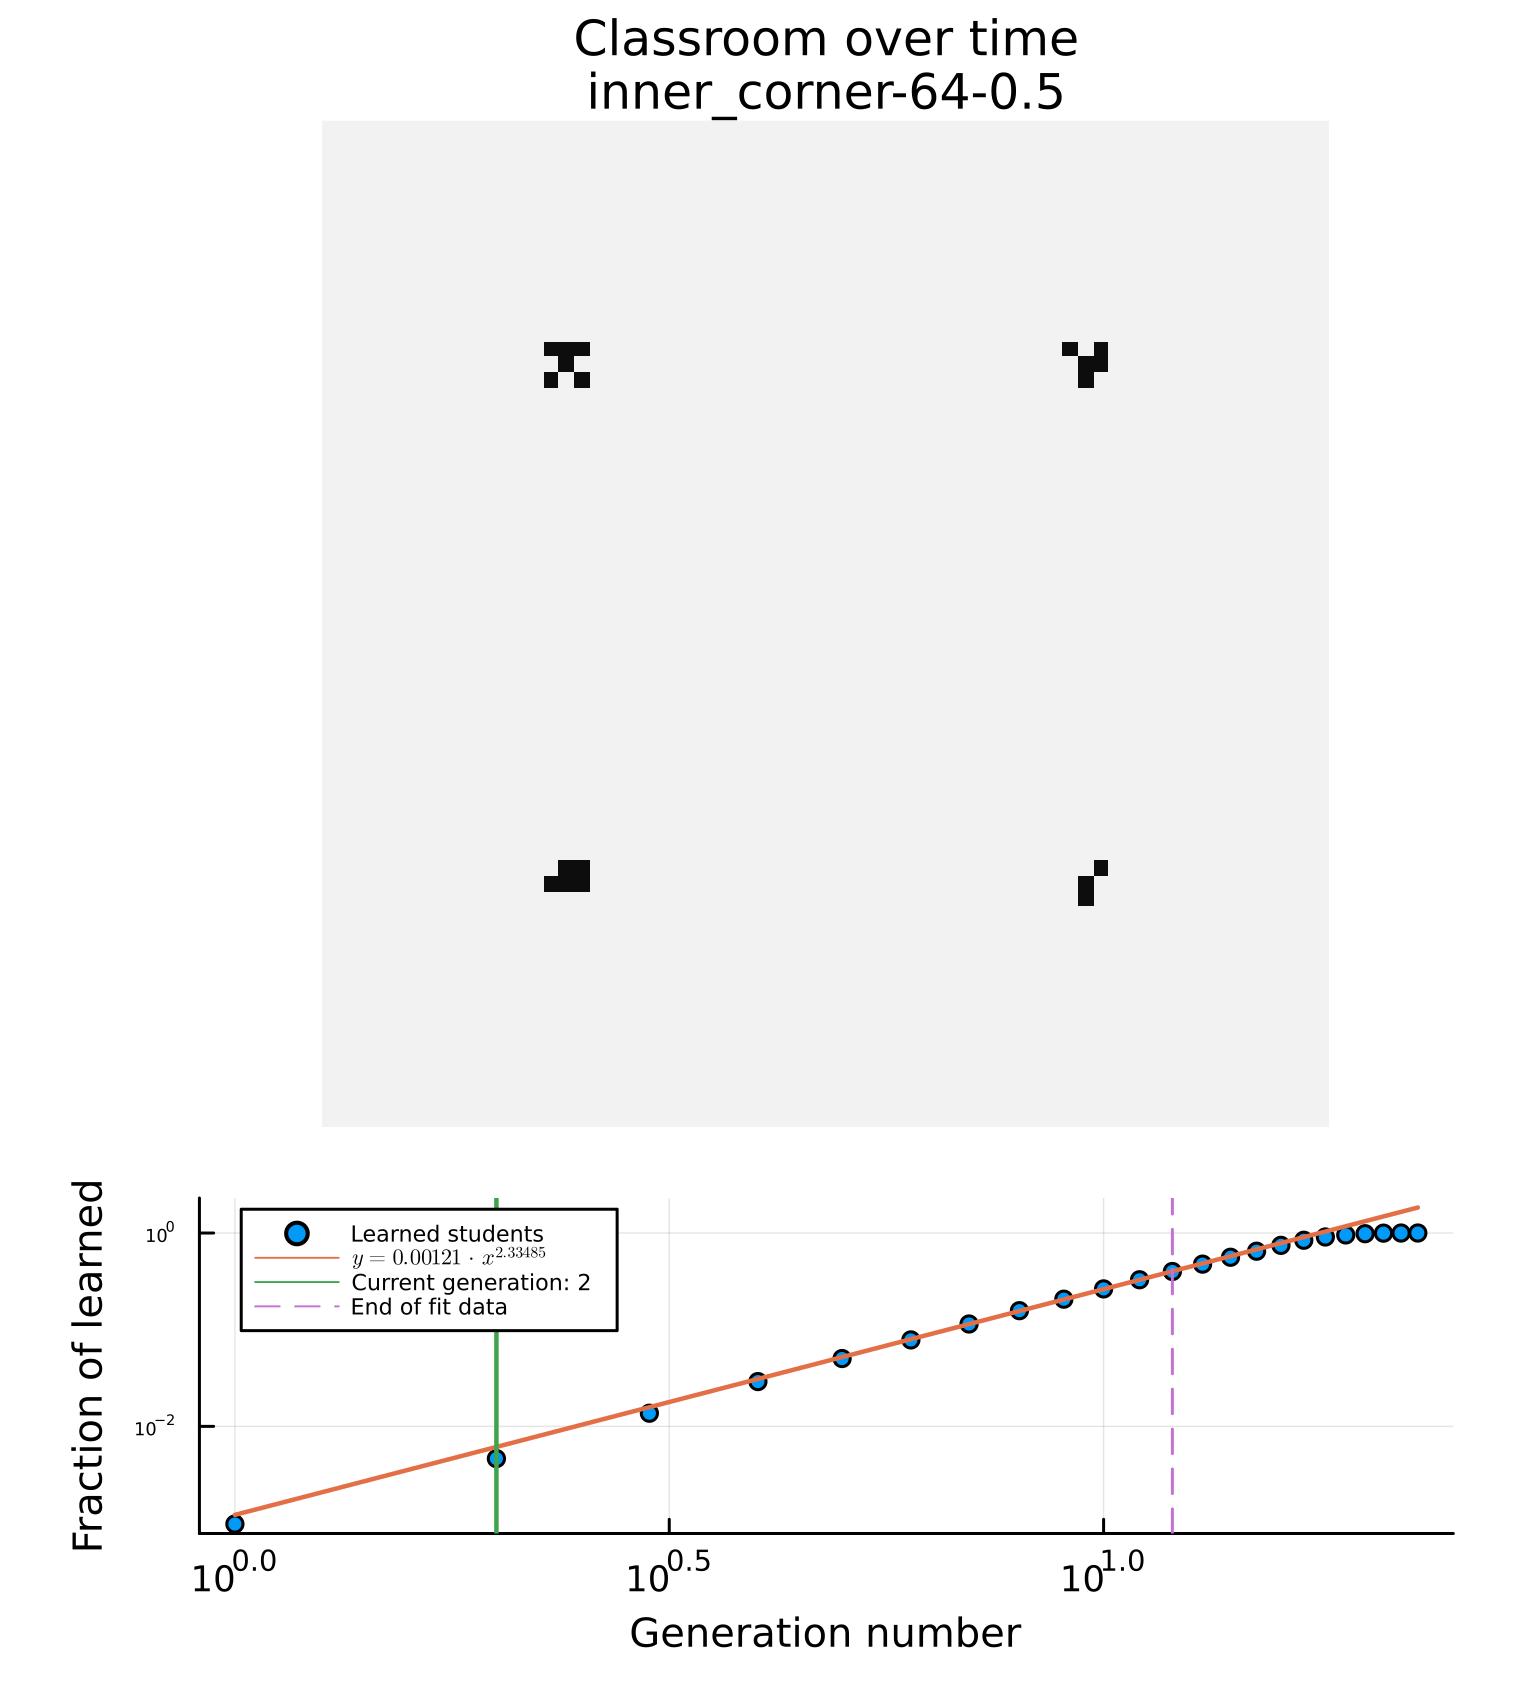 Classroom over time
inner_corner-64-0.5
Fraction of learned
10^0
10^−2
Learned students
y = 0.00121 · x^2.33485
Current generation: 2
End of fit data
10^0.0
10^0.5
10^1.0
Generation number